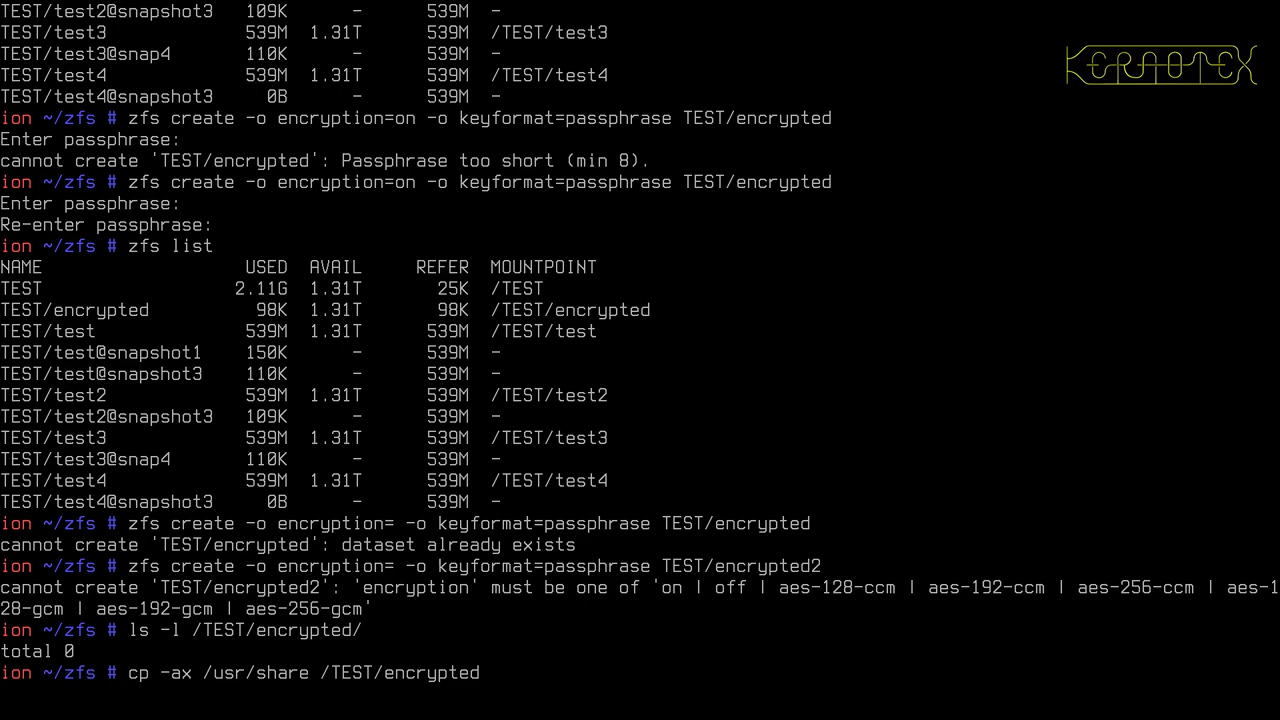 TEST/test2@snapshot3   109K      -      539M  -
TEST/test3             539M  1.31T      539M  /TEST/test3
TEST/test3@snap4       110K      -      539M  -
TEST/test4             539M  1.31T      539M  /TEST/test4
TEST/test4@snapshot3     0B      -      539M  -
KERNOTEX
ion ~/zfs # zfs create -o encryption=on -o keyformat=passphrase TEST/encrypted
Enter passphrase:
cannot create 'TEST/encrypted': Passphrase too short (min 8).
ion ~/zfs # zfs create -o encryption=on -o keyformat=passphrase TEST/encrypted
Enter passphrase:
Re-enter passphrase:
ion ~/zfs # zfs list
NAME                   USED  AVAIL     REFER  MOUNTPOINT
TEST                  2.11G  1.31T       25K  /TEST
TEST/encrypted          98K  1.31T       98K  /TEST/encrypted
TEST/test              539M  1.31T      539M  /TEST/test
TEST/test@snapshot1    150K      -      539M  -
TEST/test@snapshot3    110K      -      539M  -
TEST/test2             539M  1.31T      539M  /TEST/test2
TEST/test2@snapshot3   109K      -      539M  -
TEST/test3             539M  1.31T      539M  /TEST/test3
TEST/test3@snap4       110K      -      539M  -
TEST/test4             539M  1.31T      539M  /TEST/test4
TEST/test4@snapshot3     0B      -      539M  -
ion ~/zfs # zfs create -o encryption= -o keyformat=passphrase TEST/encrypted
cannot create 'TEST/encrypted': dataset already exists
ion ~/zfs # zfs create -o encryption= -o keyformat=passphrase TEST/encrypted2
cannot create 'TEST/encrypted2': 'encryption' must be one of 'on | off | aes-128-ccm | aes-192-ccm | aes-256-ccm | aes-1
28-gcm | aes-192-gcm | aes-256-gcm'
ion ~/zfs # ls -l /TEST/encrypted/
total 0
ion ~/zfs # cp -ax /usr/share /TEST/encrypted